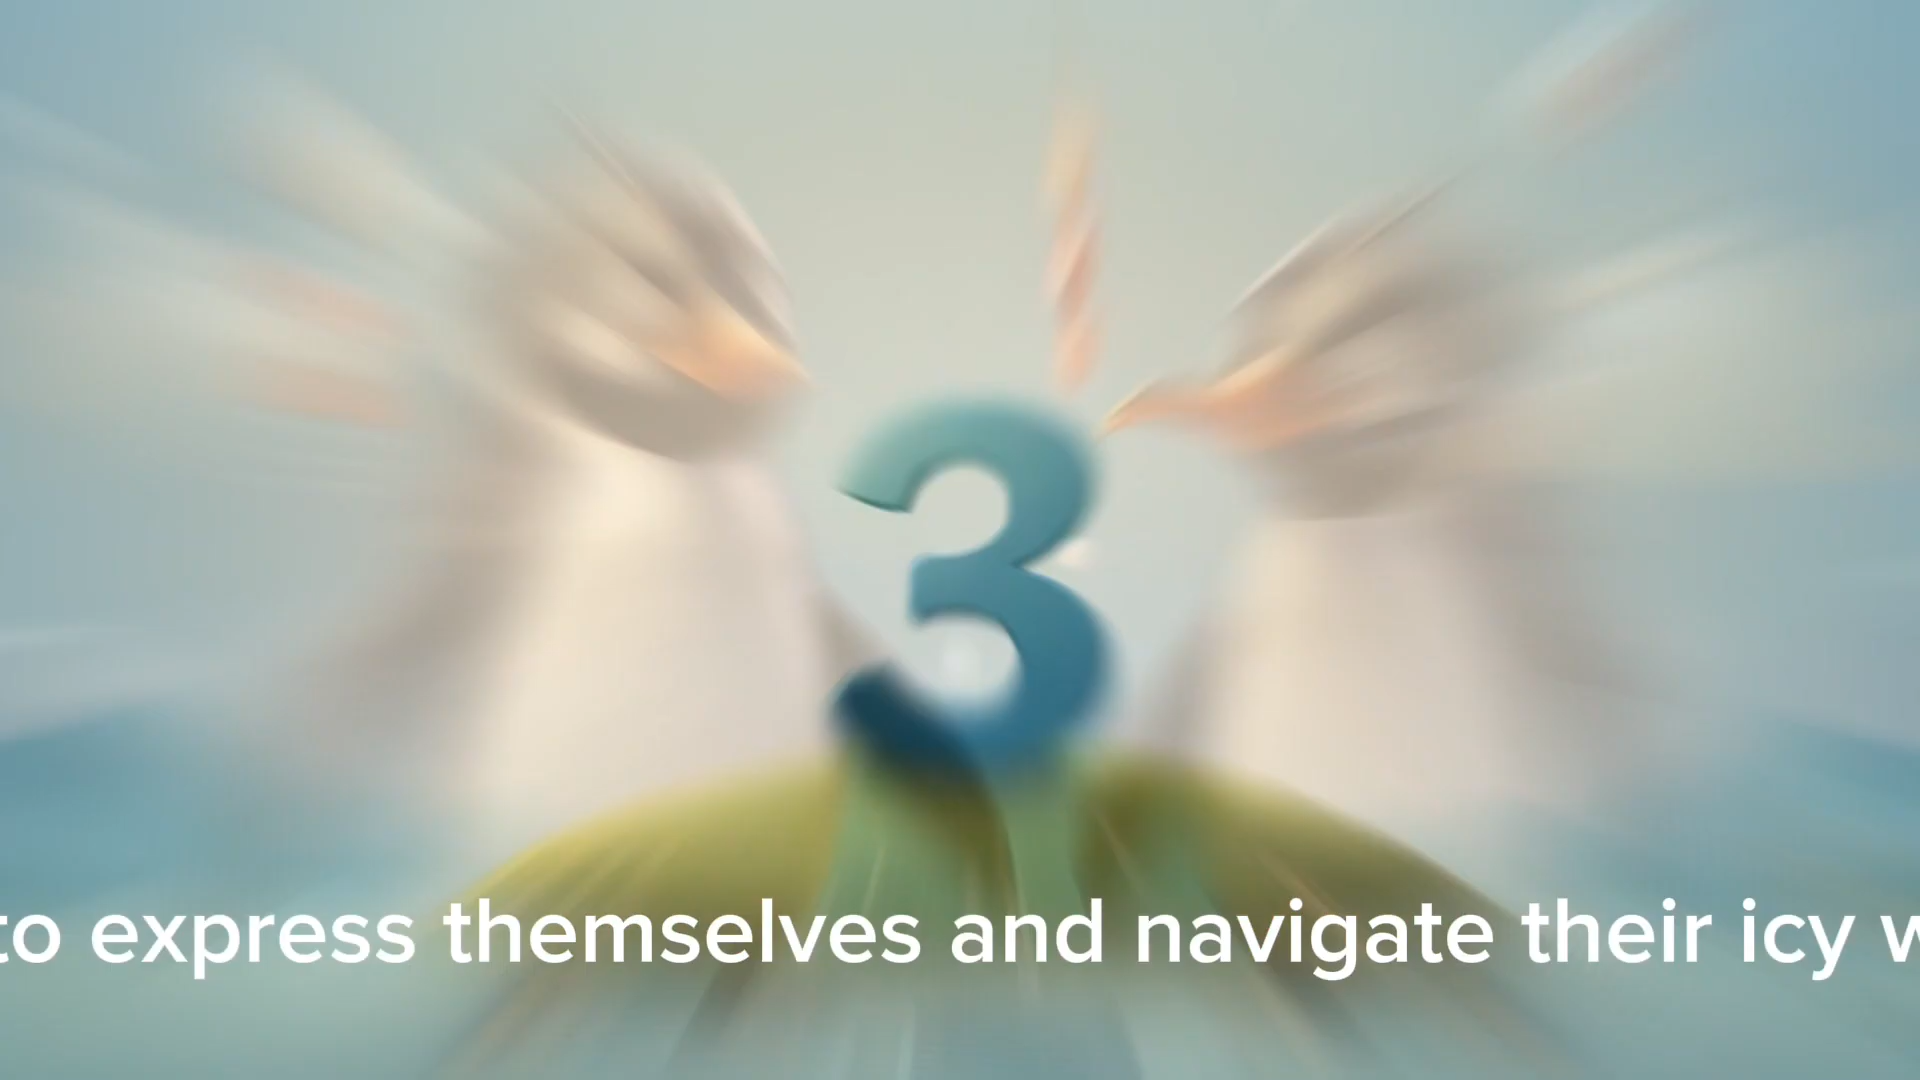 3
to express themselves and navigate their icy